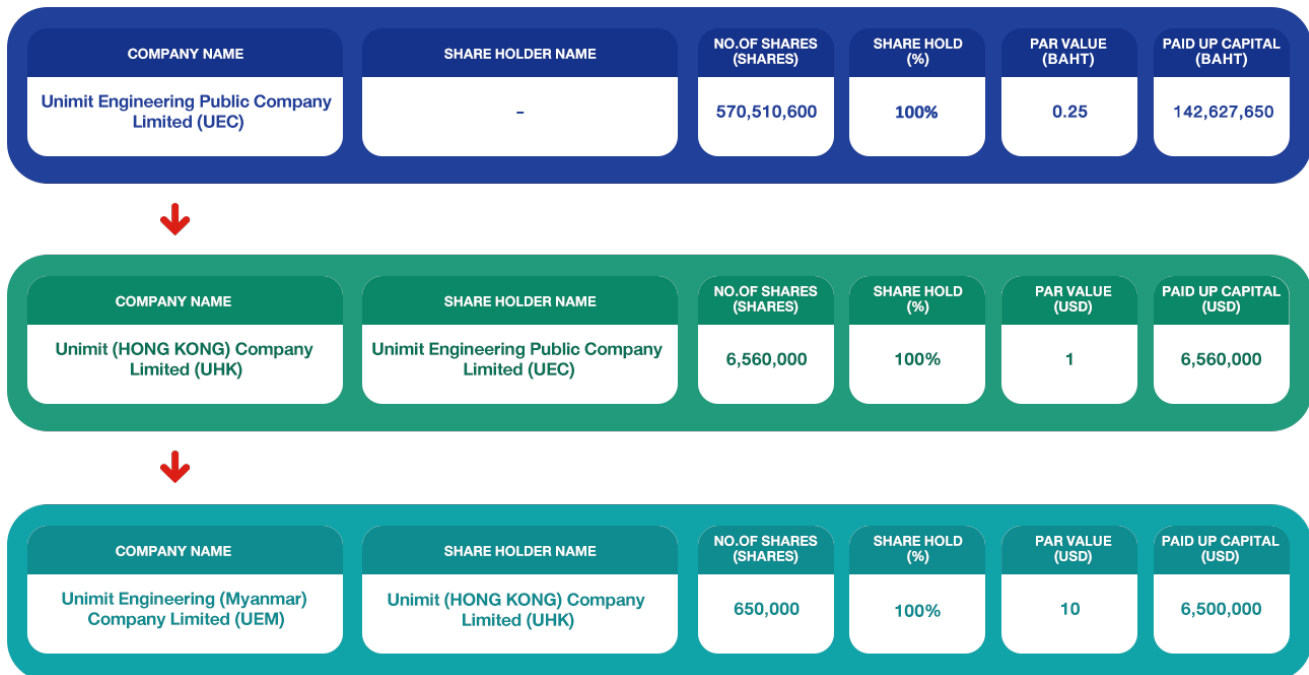 COMPANY NAME
SHARE HOLDER NAME
NO.OF SHARES
(SHARES)
SHARE HOLD
(%)
PAR VALUE
(BAHT)
PAID UP CAPITAL
(BAHT)
Unimit Engineering Public Company
Limited (UEC)
-
570,510,600
100%
0.25
142,627,650
COMPANY NAME
SHARE HOLDER NAME
NO.OF SHARES
(SHARES)
SHARE HOLD
(%)
PAR VALUE
(USD)
PAID UP CAPITAL
(USD)
Unimit (HONG KONG) Company
Limited (UHK)
Unimit Engineering Public Company
Limited (UEC)
6,560,000
100%
1
6,560,000
COMPANY NAME
SHARE HOLDER NAME
NO.OF SHARES
(SHARES)
SHARE HOLD
(%)
PAR VALUE
(USD)
PAID UP CAPITAL
(USD)
Unimit Engineering (Myanmar)
Company Limited (UEM)
Unimit (HONG KONG) Company
Limited (UHK)
650,000
100%
10
6,500,000